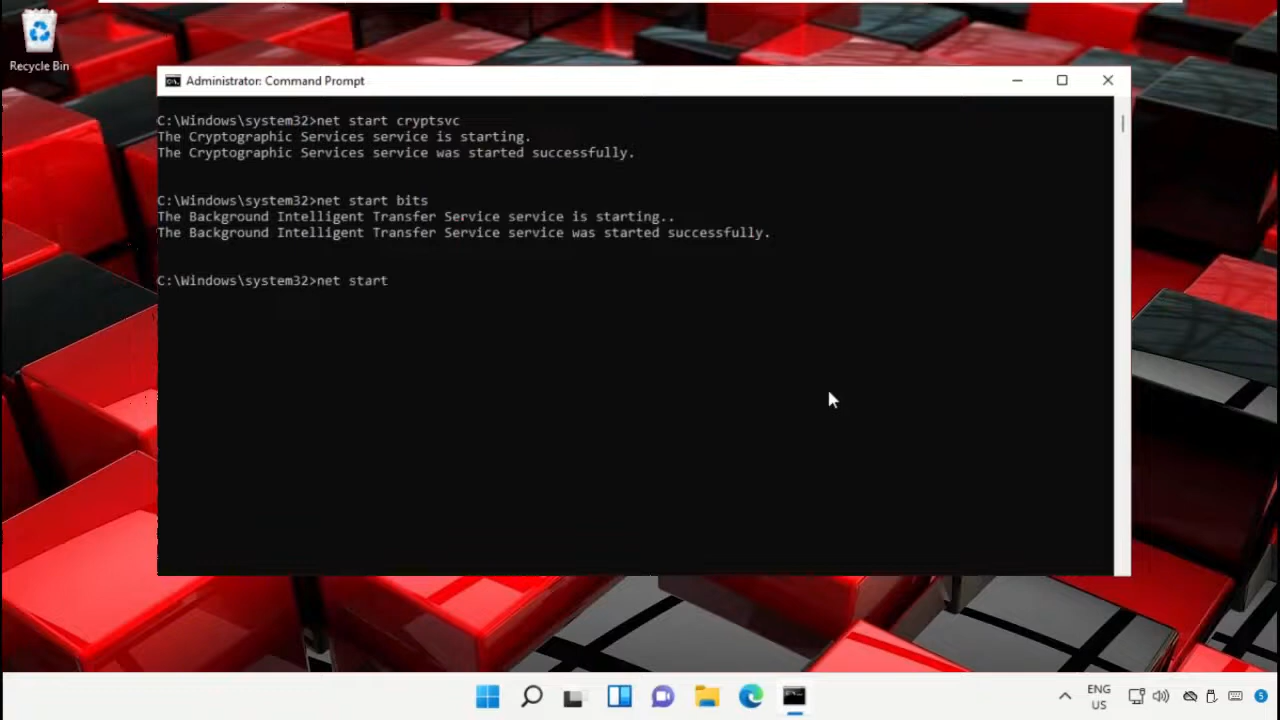 Recycle Bin
Administrator: Command Prompt
C:\Windows\system32>net start cryptsvc
The Cryptographic Services service is starting.
The Cryptographic Services service was started successfully.
C:\Windows\system32>net start bits
The Background Intelligent Transfer Service service is starting..
The Background Intelligent Transfer Service service was started successfully.
C:\Windows\system32>net start
ENG
US
5